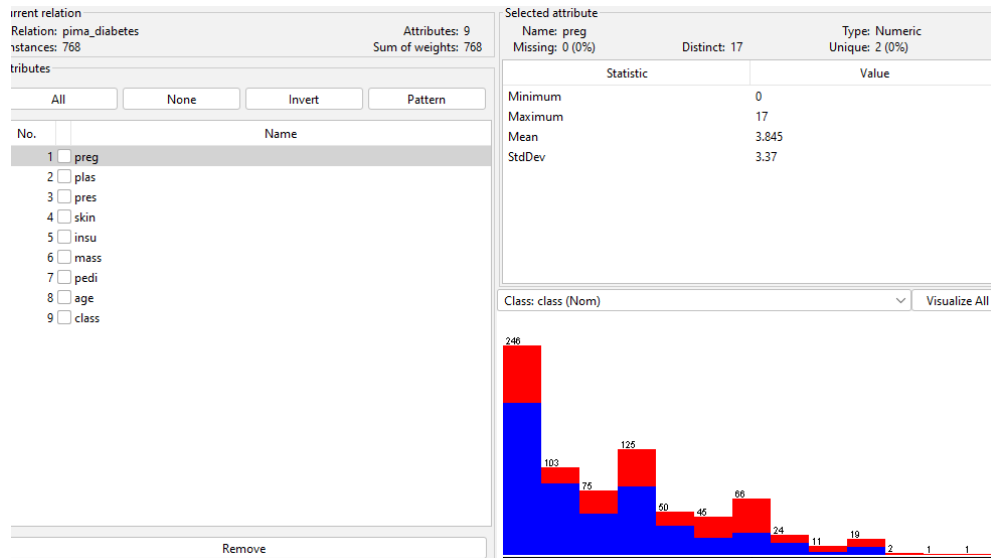 urrent relation
Relation: pima_diabetes
Attributes: 9
nstances: 768
Sum of weights: 768
ttributes
All
None
Invert
Pattern
No.
Name
1 preg
2 plas
3 pres
4 skin
5 insu
6 mass
7 pedi
8 age
9 class
Remove
Selected attribute
Name: preg
Type: Numeric
Missing: 0 (0%)
Distinct: 17
Unique: 2 (0%)
Statistic
Value
Minimum 0
Maximum 17
Mean 3.845
StdDev 3.37
Class: class (Nom)
Visualize All
246
103
75
125
50
45
66
24
11
19
2
1
1